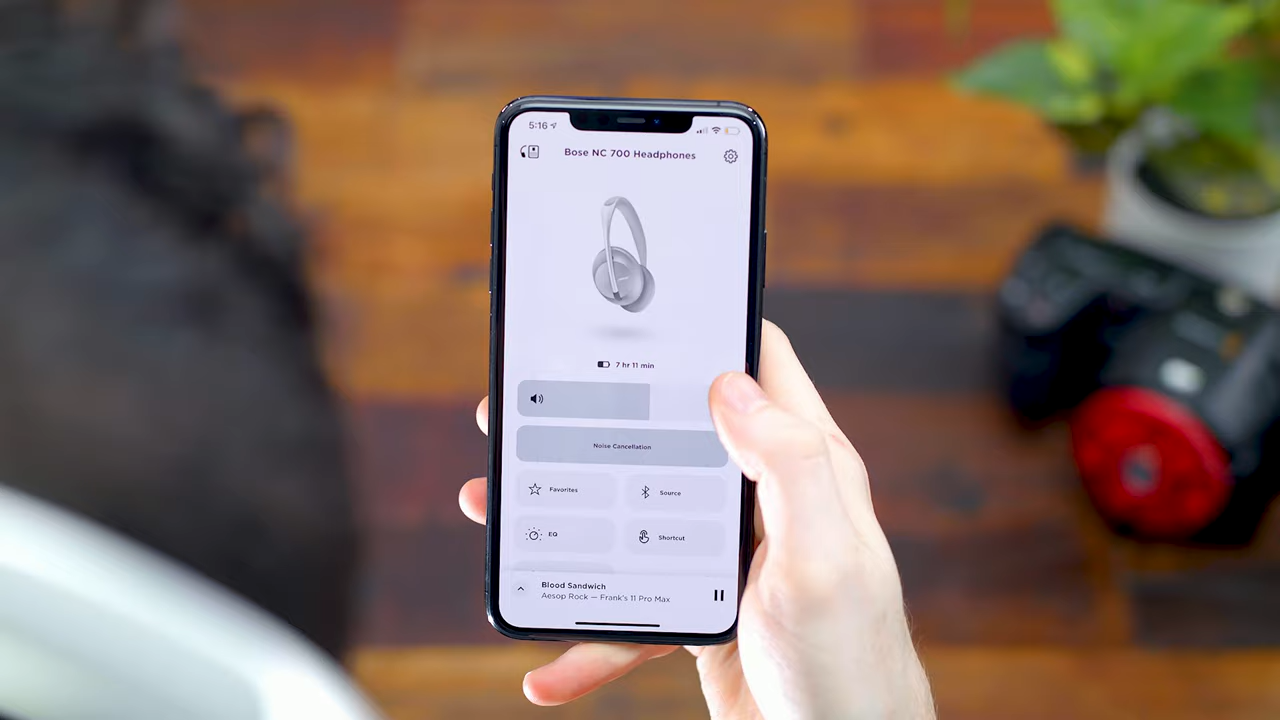 5:16
Bose NC 700 Headphones
7 hr 11 min
Noise Cancellation
Favorites
Source
EQ
Shortcut
Blood Sandwich
Aesop Rock — Frank's 11 Pro Max